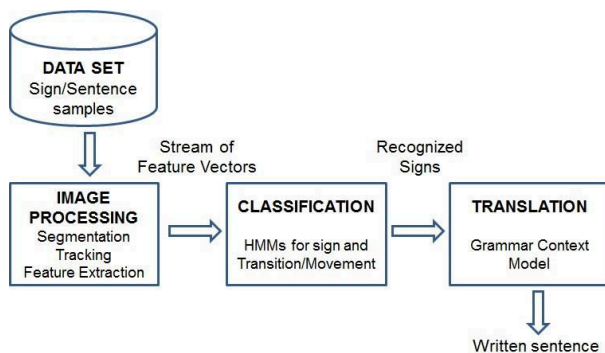 DATA SET
Sign/Sentence
samples
Stream of
Feature Vectors
Recognized
Signs
IMAGE
PROCESSING
Segmentation
Tracking
Feature Extraction
CLASSIFICATION
HMMs for sign and
Transition/Movement
TRANSLATION
Grammar Context
Model
Written sentence